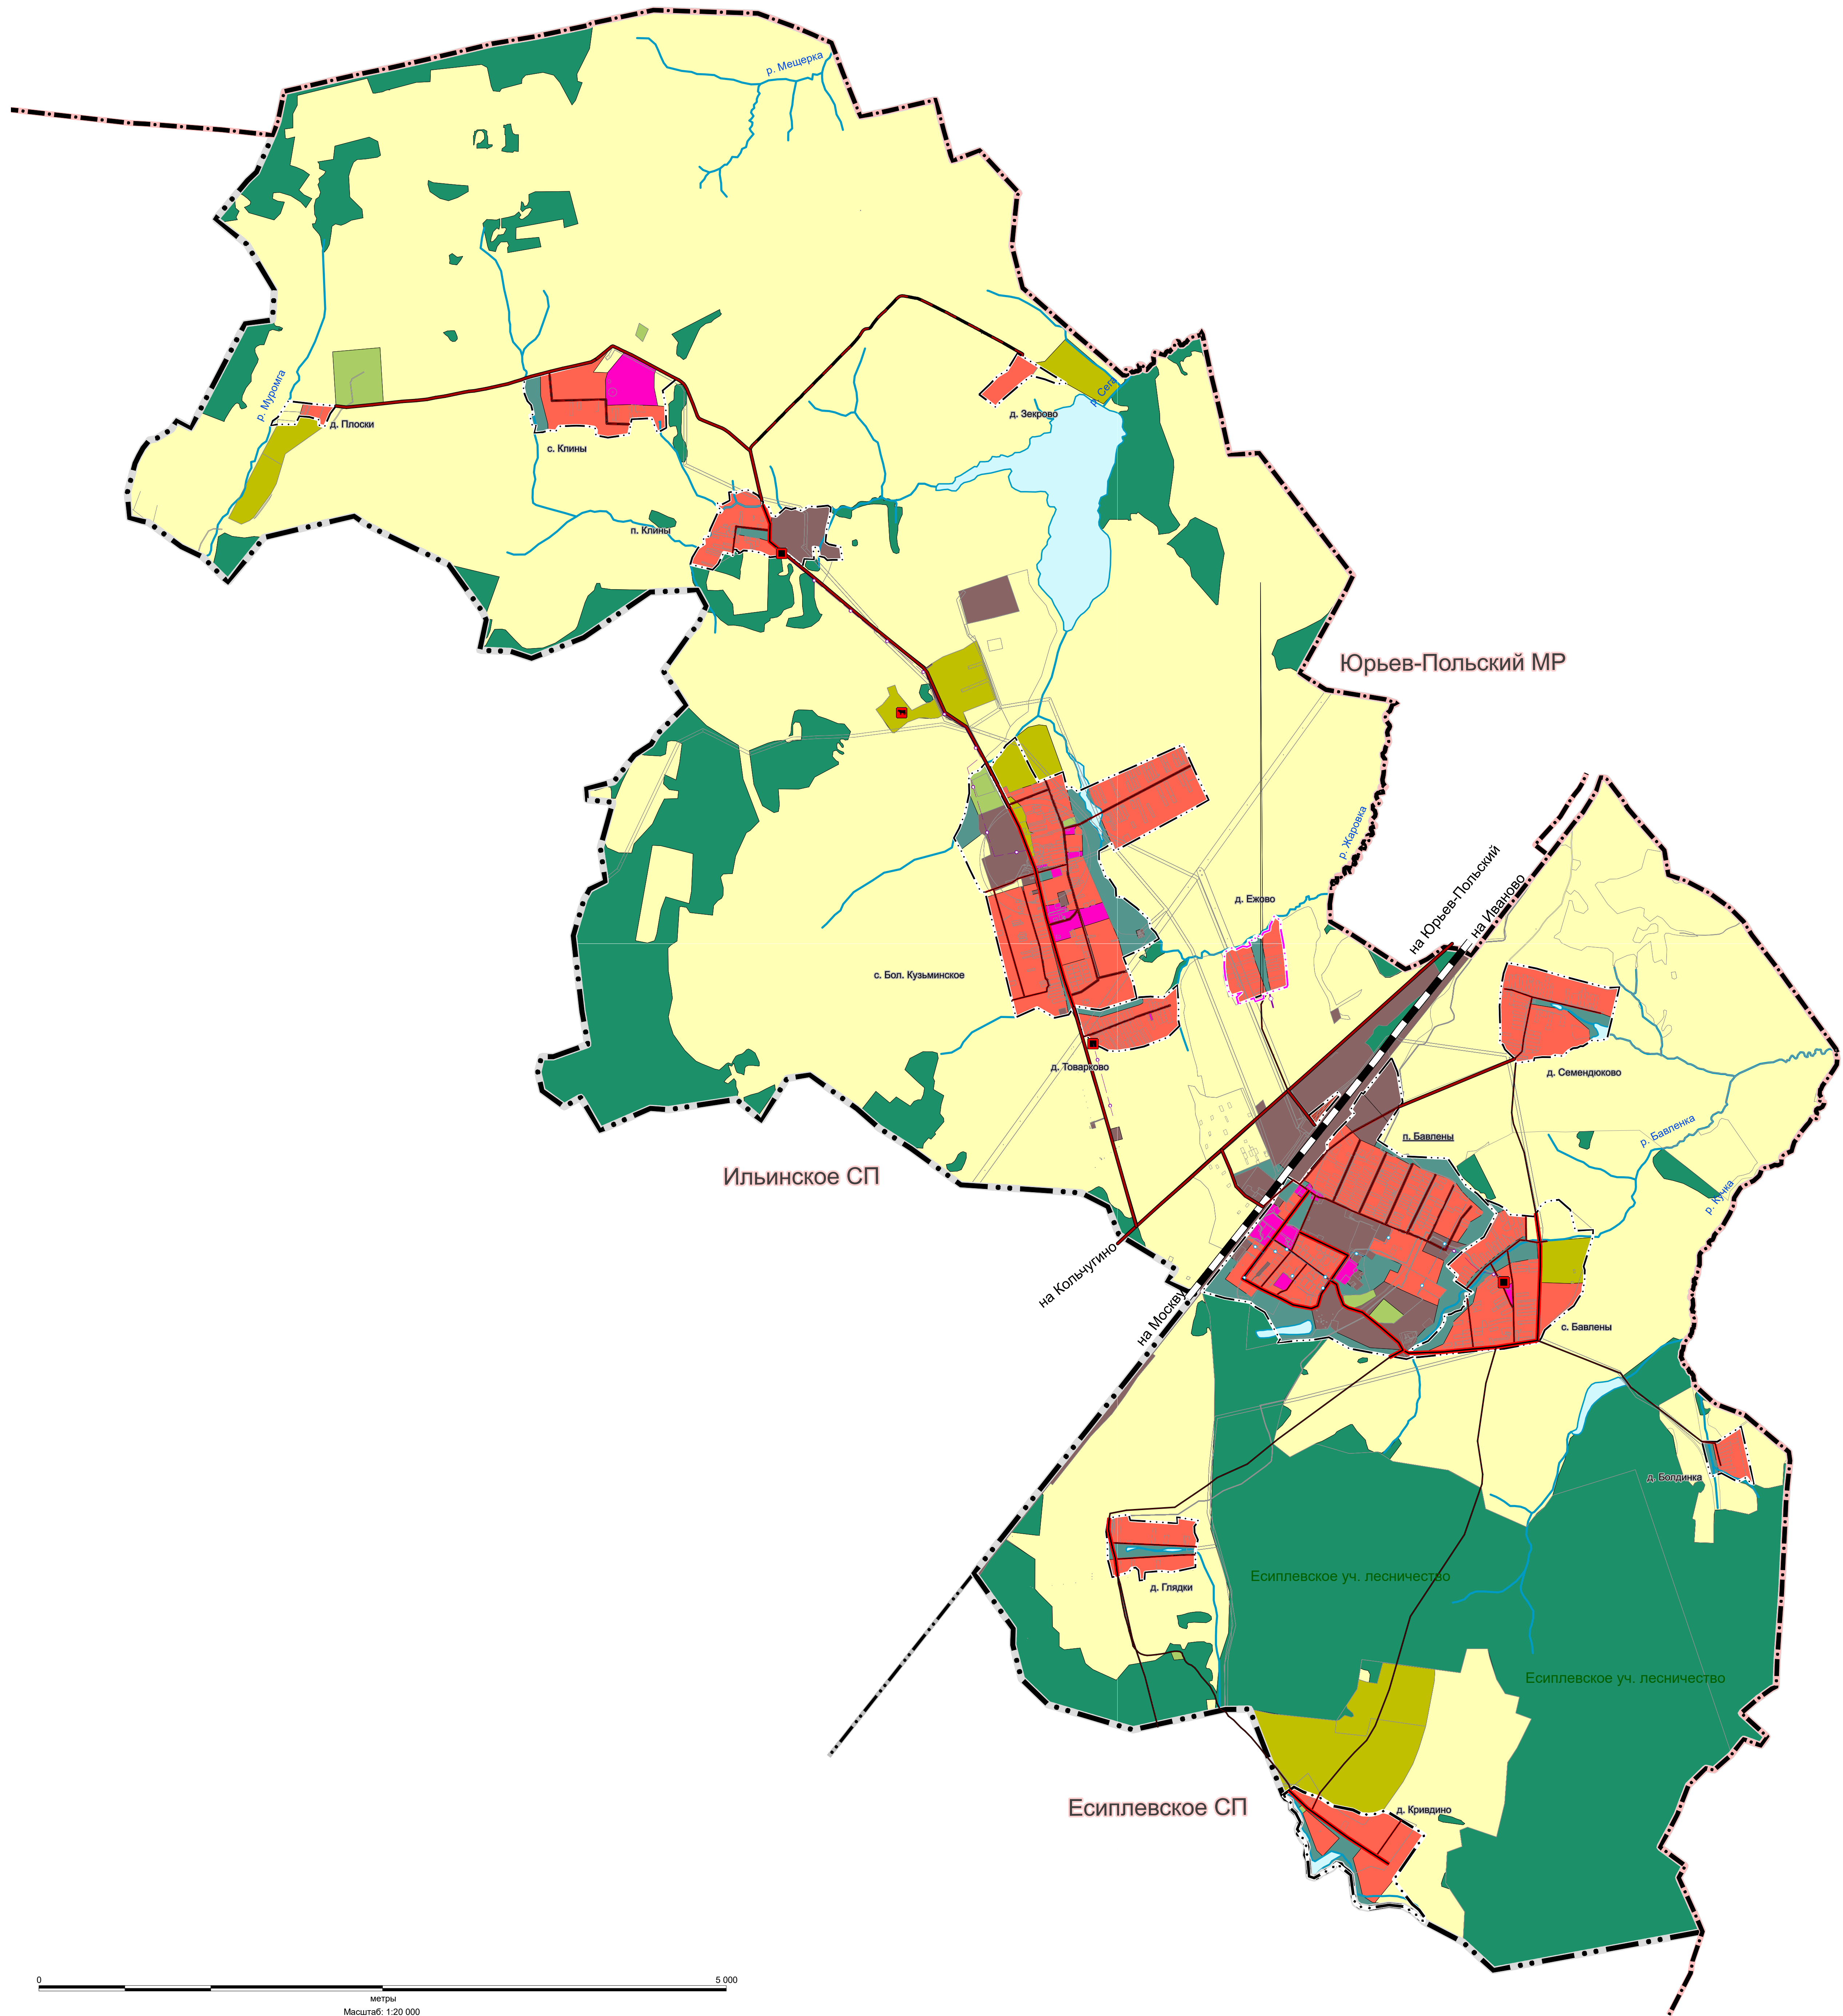 р. Мещерка
р. Муромга
д. Плоски
с. Клины
р. Сега
д. Зекрово
п. Клины
Юрьев-Польский МР
р. Жаровка
на Юрьев-Польский
на Иваново
д. Ежово
с. Бол. Кузьминское
д. Товарково
д. Семендюково
р. Бавленка
п. Бавлены
Ильинское СП
р. Кучка
на Кольчугино
на Москву
с. Бавлены
д. Болдинка
Есиплевское уч. лесничество
д. Глядки
Есиплевское уч. лесничество
Есиплевское СП
д. Кривдино
0
5 000
метры
Масштаб: 1:20 000